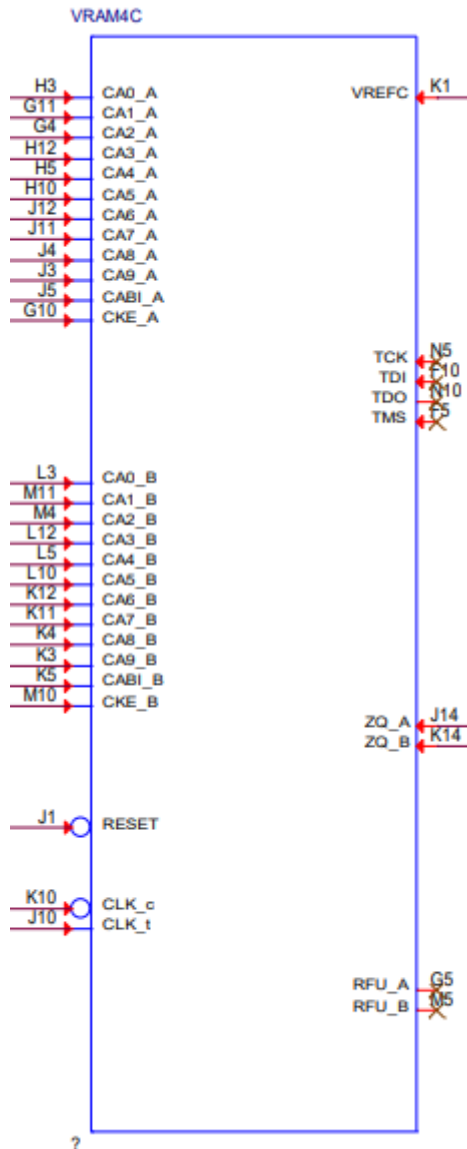 VRAM4C
H3 CA0_A VREFC K1
G11 CA1_A
G4 CA2_A
H12 CA3_A
H5 CA4_A
H10 CA5_A
J12 CA6_A
J11 CA7_A
J4 CA8_A
J3 CA9_A
J5 CABI_A
G10 CKE_A
TCK N5
TDI F10
TDO N10
TMS F5
L3 CA0_B
M11 CA1_B
M4 CA2_B
L12 CA3_B
L5 CA4_B
L10 CA5_B
K12 CA6_B
K11 CA7_B
K4 CA8_B
K3 CA9_B
K5 CABI_B
M10 CKE_B
ZQ_A J14
ZQ_B K14
J1 RESET
K10 CLK_c
J10 CLK_t
RFU_A G5
RFU_B M5
?